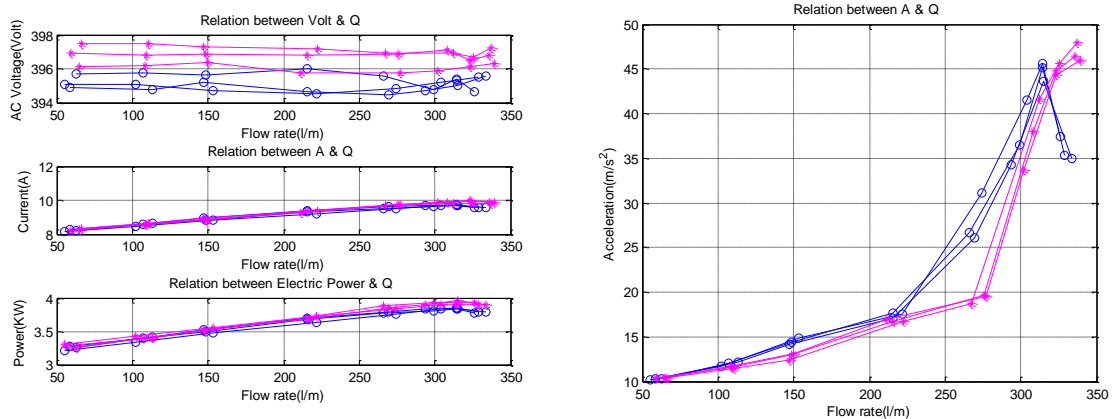 Relation between Volt & Q
398
396
394
AC Voltage(Volt)
50 100 150 200 250 300 350
Flow rate(l/m)
Relation between A & Q
12
10
8
Current(A)
50 100 150 200 250 300 350
Flow rate(l/m)
Relation between Electric Power & Q
4
3.5
3
Power(KW)
50 100 150 200 250 300 350
Flow rate(l/m)
Relation between A & Q
50
45
40
35
30
25
20
15
10
Acceleration(m/s²)
50 100 150 200 250 300 350
Flow rate(l/m)